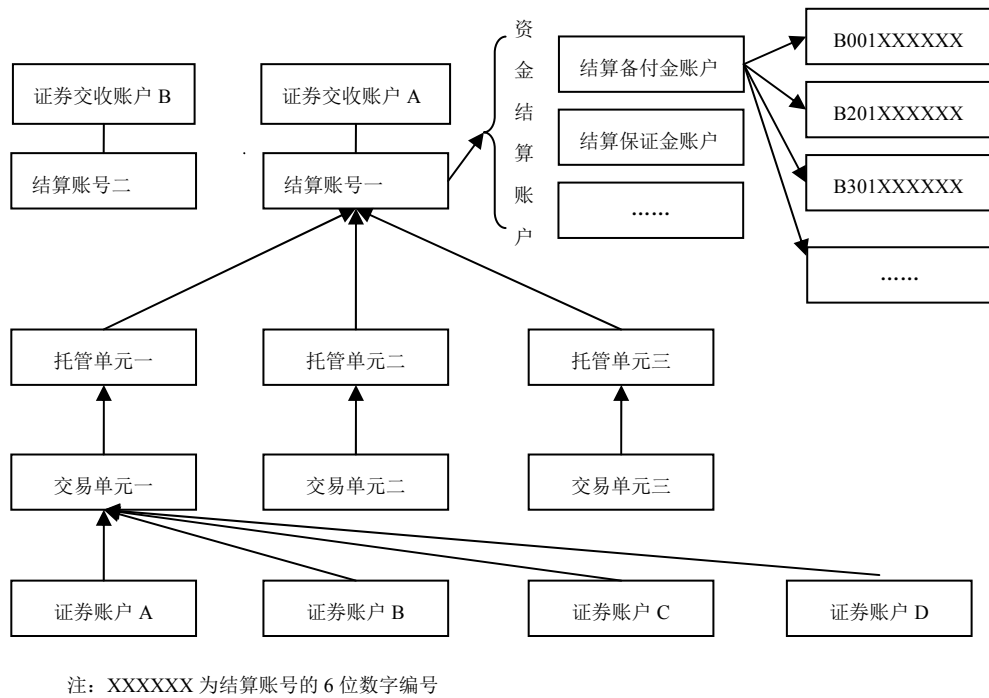 B001XXXXXX
资金结算账户
结算备付金账户
证券交收账户 B
证券交收账户 A
B201XXXXXX
结算保证金账户
结算账号二
结算账号一
B301XXXXXX
……
……
托管单元一
托管单元二
托管单元三
交易单元一
交易单元二
交易单元三
证券账户 A
证券账户 B
证券账户 C
证券账户 D
注：XXXXXX 为结算账号的 6 位数字编号